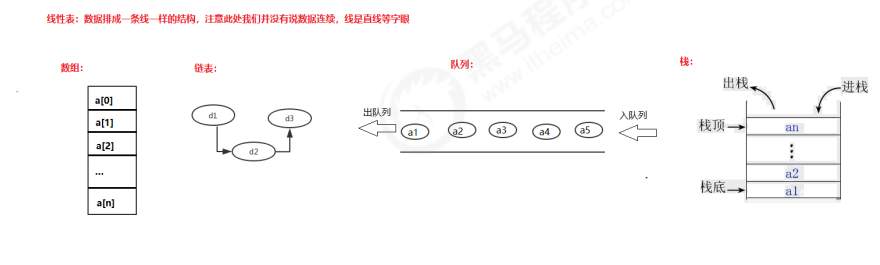 线性表：数据排成一条线一样的结构，注意此处我们并没有说数据连续，线是直线等字眼
数组：
链表：
队列：
栈：
a[0]
a[1]
a[2]
...
a[n]
d1
d3
d2
出队列
a1
a2
a3
a4
a5
入队列
出栈
进栈
栈顶
an
⋮
a2
栈底
a1
黑马程序
www.itheima.com